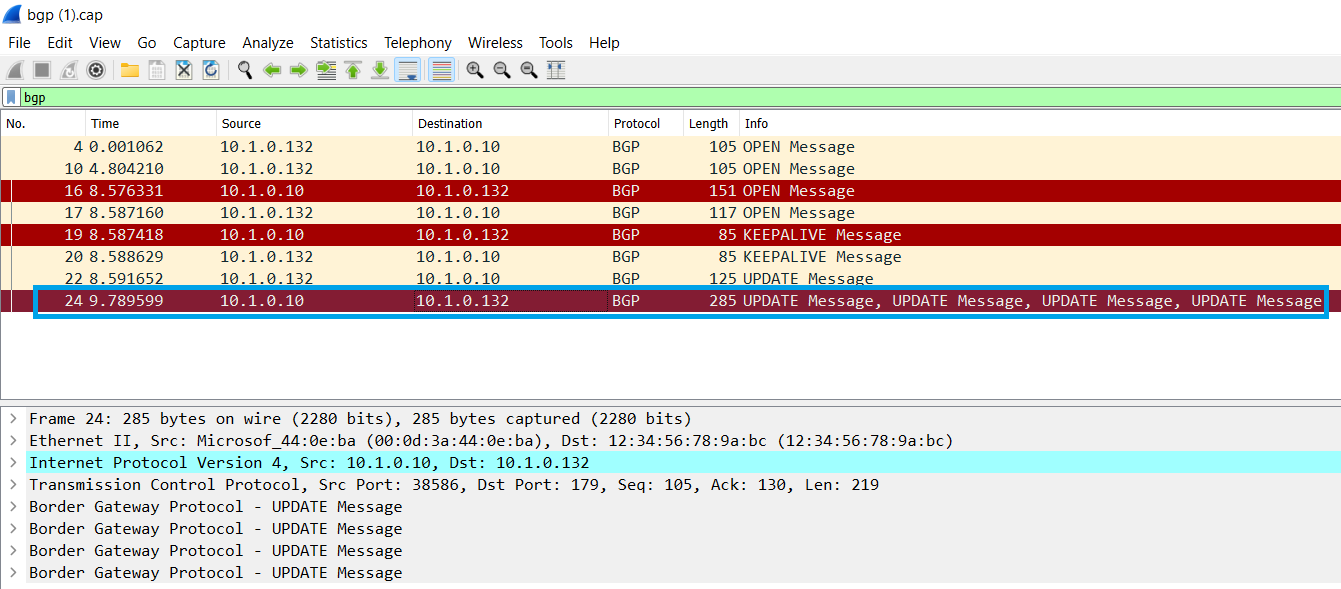 bgp (1).cap
File Edit View Go Capture Analyze Statistics Telephony Wireless Tools Help
bgp
No. Time Source Destination Protocol Length Info
4 0.001062 10.1.0.132 10.1.0.10 BGP 105 OPEN Message
10 4.804210 10.1.0.132 10.1.0.10 BGP 105 OPEN Message
16 8.576331 10.1.0.10 10.1.0.132 BGP 151 OPEN Message
17 8.587160 10.1.0.132 10.1.0.10 BGP 117 OPEN Message
19 8.587418 10.1.0.10 10.1.0.132 BGP 85 KEEPALIVE Message
20 8.588629 10.1.0.132 10.1.0.10 BGP 85 KEEPALIVE Message
22 8.591652 10.1.0.132 10.1.0.10 BGP 125 UPDATE Message
24 9.789599 10.1.0.10 10.1.0.132 BGP 285 UPDATE Message, UPDATE Message, UPDATE Message, UPDATE Message
Frame 24: 285 bytes on wire (2280 bits), 285 bytes captured (2280 bits)
Ethernet II, Src: Microsof_44:0e:ba (00:0d:3a:44:0e:ba), Dst: 12:34:56:78:9a:bc (12:34:56:78:9a:bc)
Internet Protocol Version 4, Src: 10.1.0.10, Dst: 10.1.0.132
Transmission Control Protocol, Src Port: 38586, Dst Port: 179, Seq: 105, Ack: 130, Len: 219
Border Gateway Protocol - UPDATE Message
Border Gateway Protocol - UPDATE Message
Border Gateway Protocol - UPDATE Message
Border Gateway Protocol - UPDATE Message